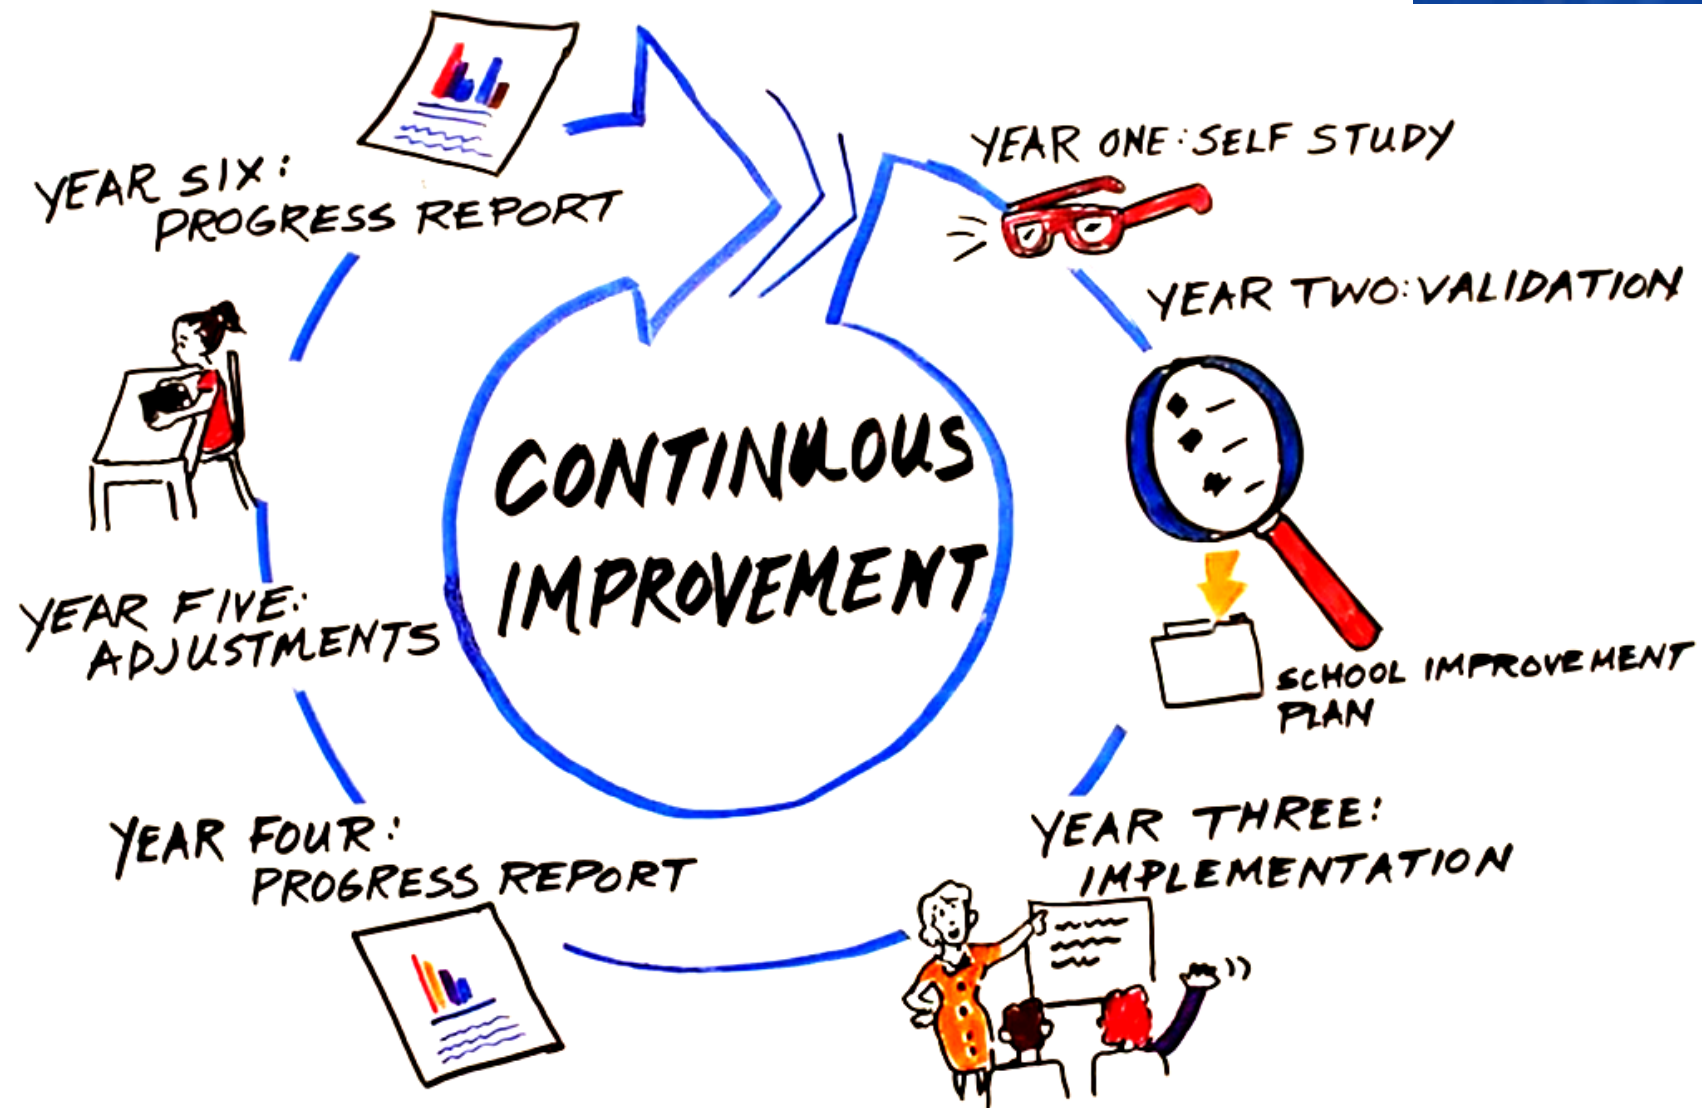 YEAR ONE: SELF STUDY
YEAR TWO: VALIDATION
SCHOOL IMPROVEMENT
PLAN
YEAR THREE:
IMPLEMENTATION
YEAR FOUR:
PROGRESS REPORT
YEAR FIVE:
ADJUSTMENTS
YEAR SIX:
PROGRESS REPORT
CONTINUOUS
IMPROVEMENT